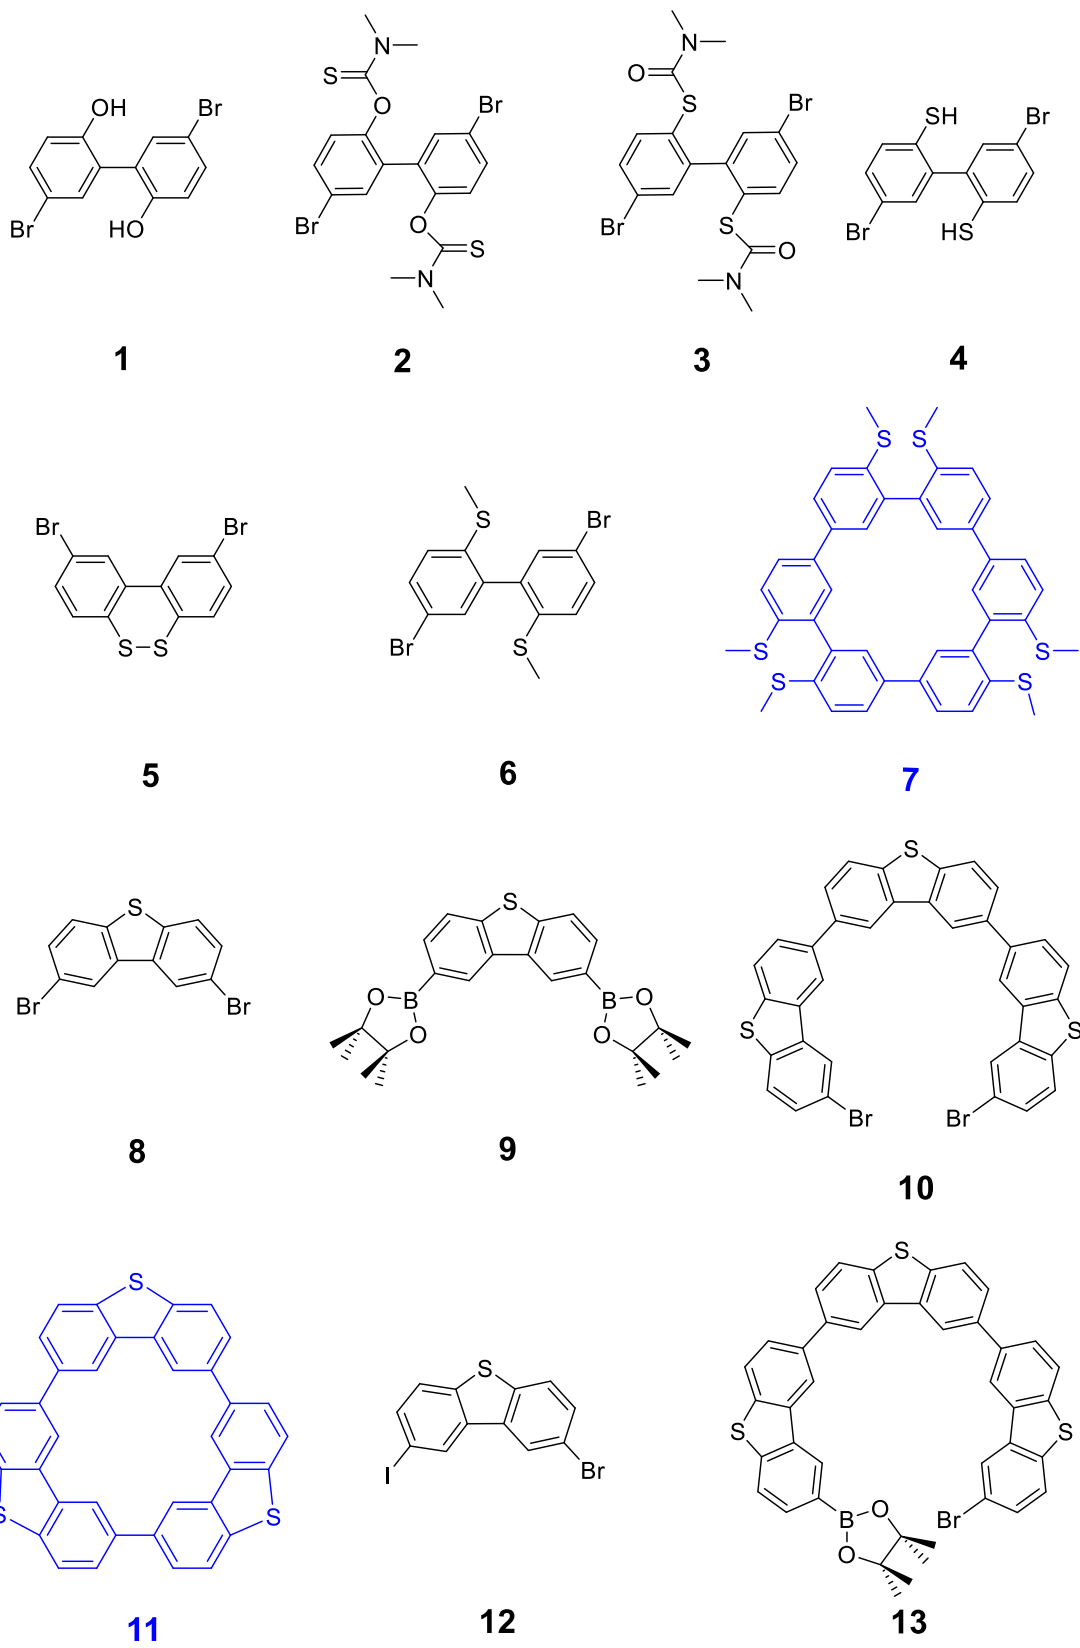 OH Br
Br HO
1
N
S O Br
Br O S
N
2
N
O S Br
Br S O
N
3
SH Br
Br HS
4
Br Br
S S
5
S Br
Br S
6
S S
S S
S S
7
S
Br Br
8
S
O B B O
O O
9
S
S S
Br Br
10
S
S S
11
S
I Br
12
S
S S
B O Br
O
13